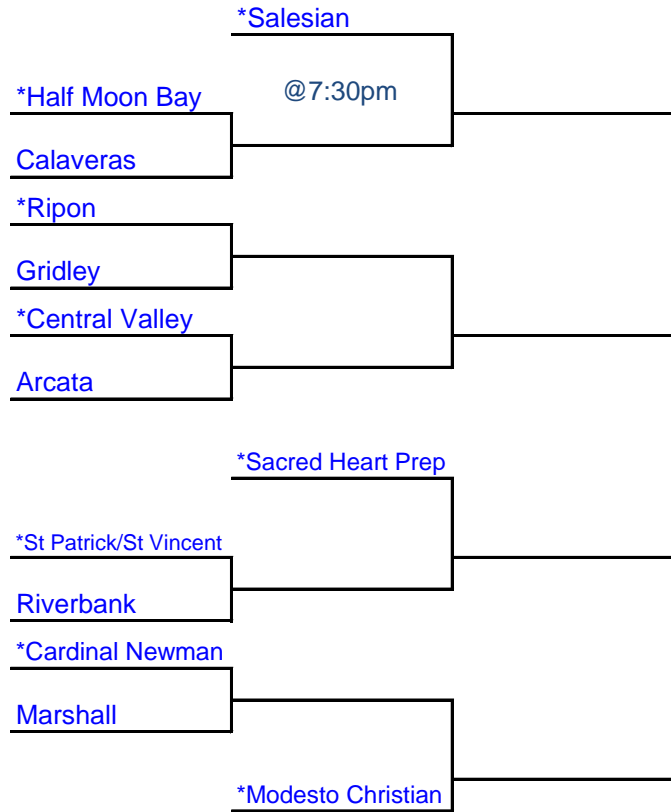 *Salesian
*Half Moon Bay
@7:30pm
Calaveras
*Ripon
Gridley
*Central Valley
Arcata
*Sacred Heart Prep
*St Patrick/St Vincent
Riverbank
*Cardinal Newman
Marshall
*Modesto Christian